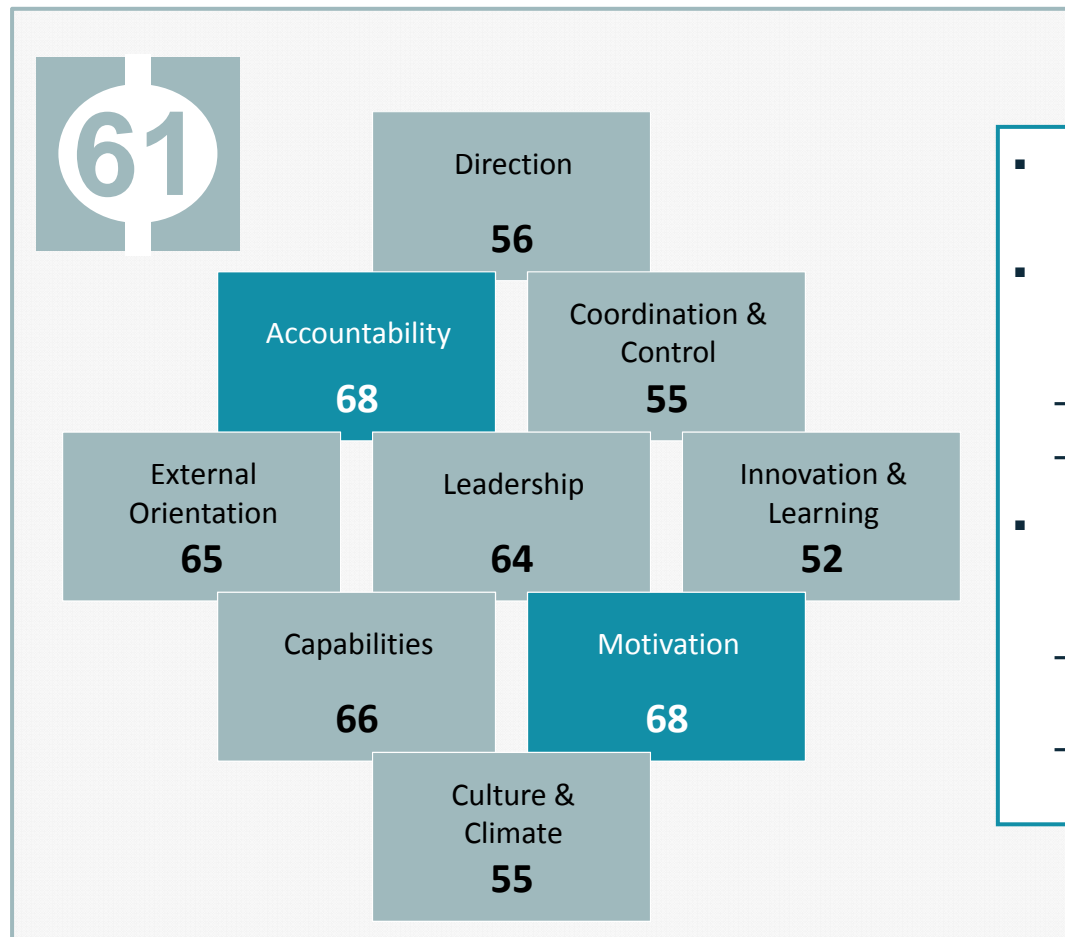 61
Direction
56
Accountability
68
Coordination &
Control
55
External
Orientation
65
Leadership
64
Innovation &
Learning
52
Capabilities
66
Motivation
68
Culture &
Climate
55